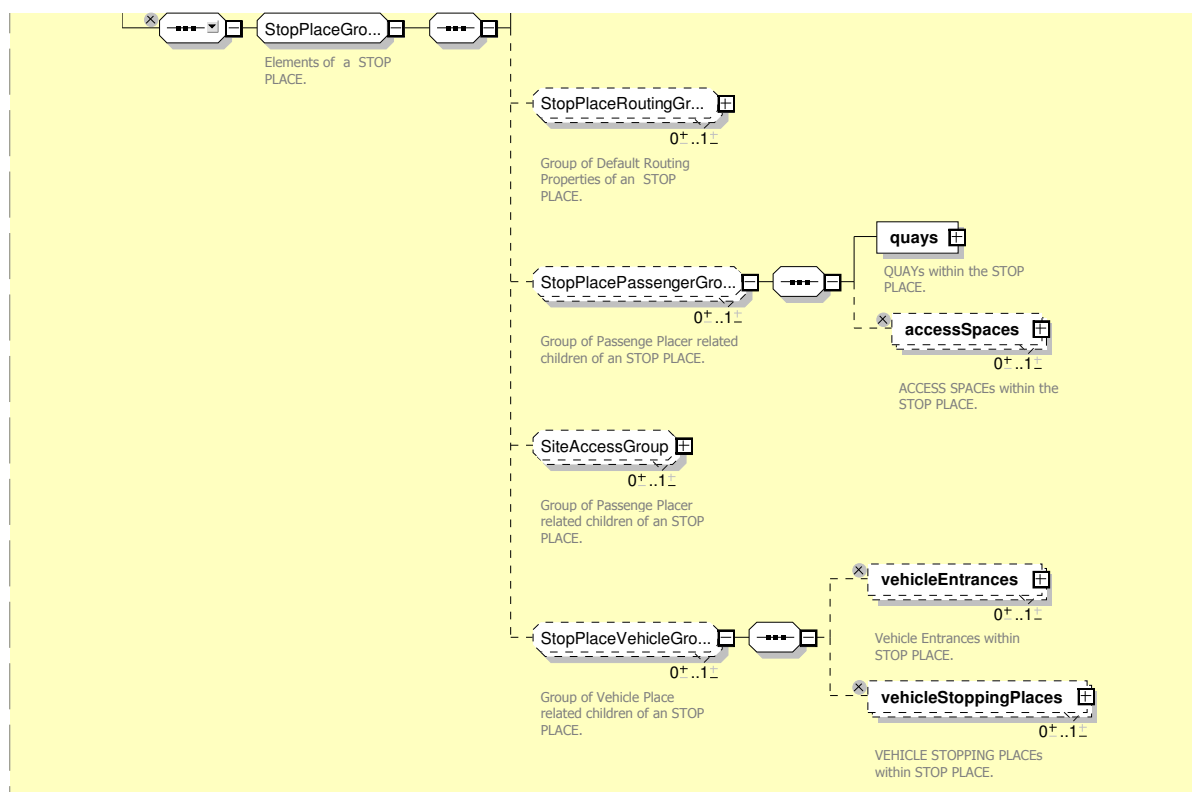 StopPlaceGro...
Elements of a STOP
PLACE.
StopPlaceRoutingGr...
0±..1±
Group of Default Routing
Properties of an STOP
PLACE.
StopPlacePassengerGro...
0±..1±
Group of Passenge Placer related
children of an STOP PLACE.
quays
QUAYs within the STOP
PLACE.
accessSpaces
0±..1±
ACCESS SPACEs within the
STOP PLACE.
SiteAccessGroup
0±..1±
Group of Passenge Placer
related children of an STOP
PLACE.
StopPlaceVehicleGro...
0±..1±
Group of Vehicle Place
related children of an STOP
PLACE.
vehicleEntrances
0±..1±
Vehicle Entrances within
STOP PLACE.
vehicleStoppingPlaces
0±..1±
VEHICLE STOPPING PLACEs
within STOP PLACE.